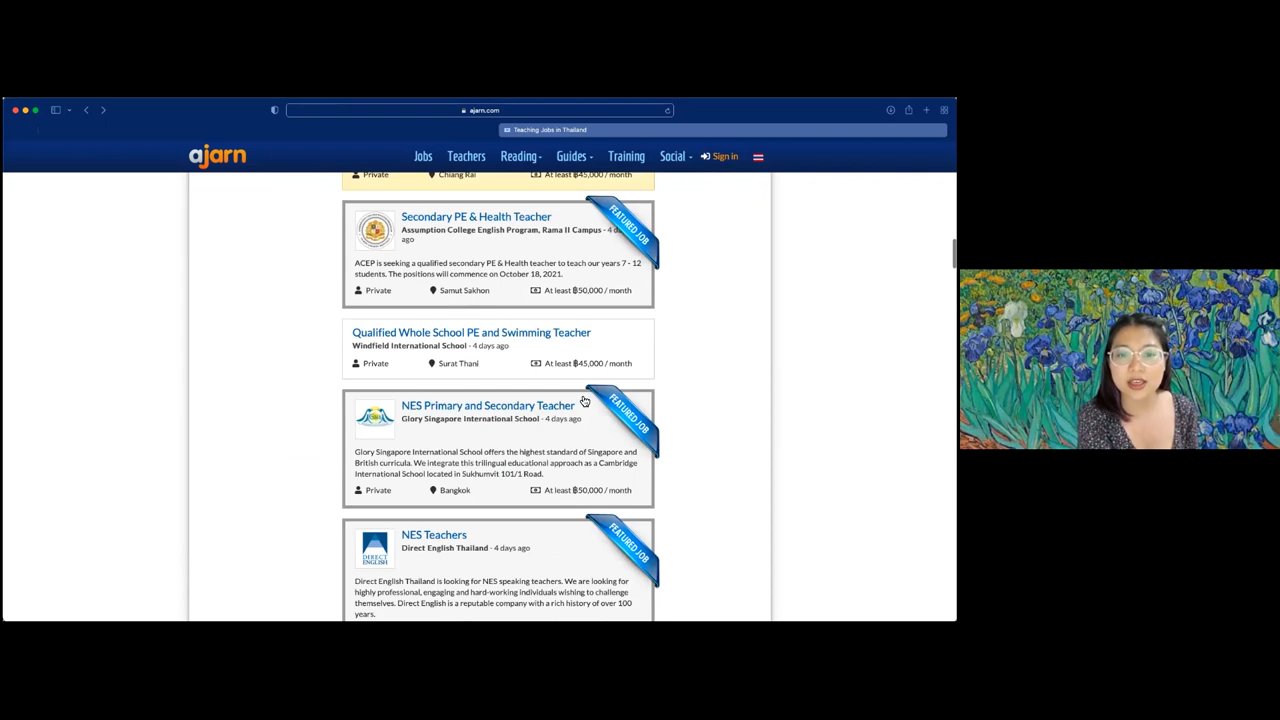 ajarn.com
Teaching Jobs in Thailand
ajarn
Jobs
Teachers
Reading
Guides
Training
Social
Sign in
Private
Chiang Rai
At least ฿45,000 / month
Secondary PE & Health Teacher
Assumption College English Program, Rama II Campus - 4 days
ago
FEATURED JOB
ACEP is seeking a qualified secondary PE & Health teacher to teach our years 7 - 12
students. The positions will commence on October 18, 2021.
Private
Samut Sakhon
At least ฿50,000 / month
Qualified Whole School PE and Swimming Teacher
Windfield International School - 4 days ago
Private
Surat Thani
At least ฿45,000 / month
NES Primary and Secondary Teacher
Glory Singapore International School - 4 days ago
FEATURED JOB
Glory Singapore International School offers the highest standard of Singapore and
British curricula. We integrate this trilingual educational approach as a Cambridge
International School located in Sukhumvit 101/1 Road.
Private
Bangkok
At least ฿50,000 / month
NES Teachers
Direct English Thailand - 4 days ago
FEATURED JOB
DIRECT
ENGLISH
Direct English Thailand is looking for NES speaking teachers. We are looking for
highly professional, engaging and hard-working individuals wishing to challenge
themselves. Direct English is a reputable company with a rich history of over 100
years.